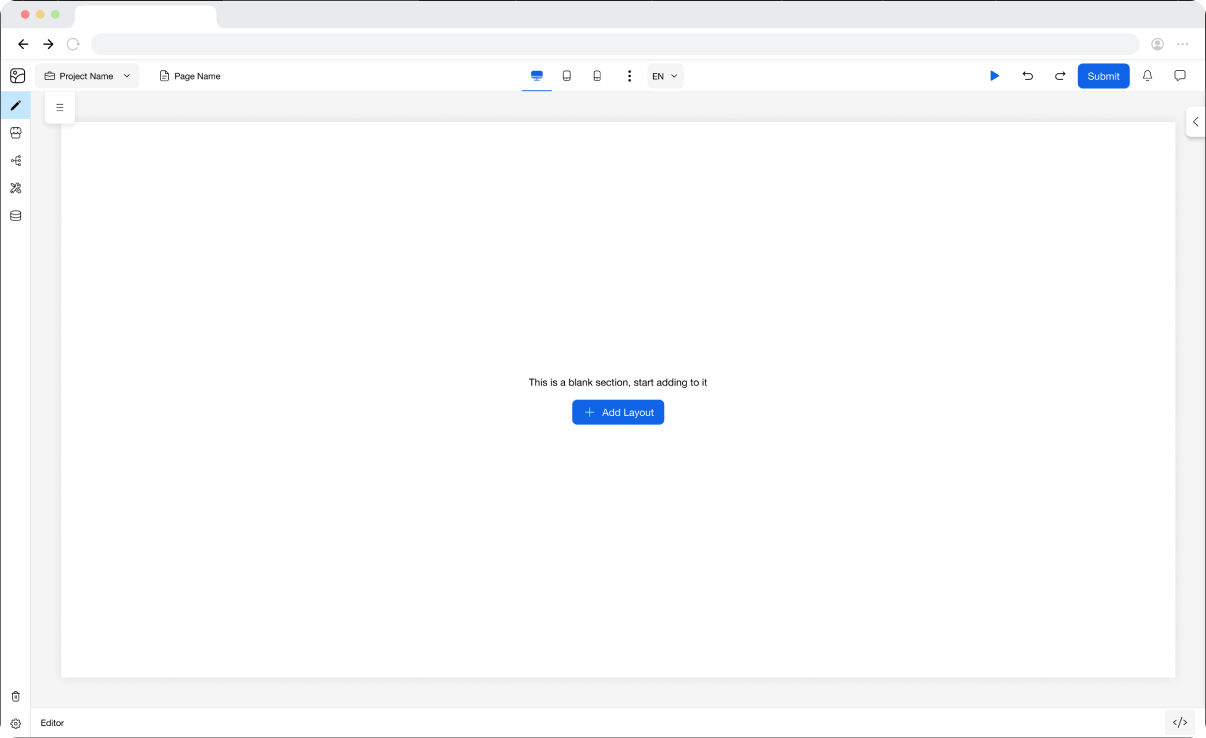 Project Name
Page Name
EN
Submit
This is a blank section, start adding to it
Add Layout
Editor
</>